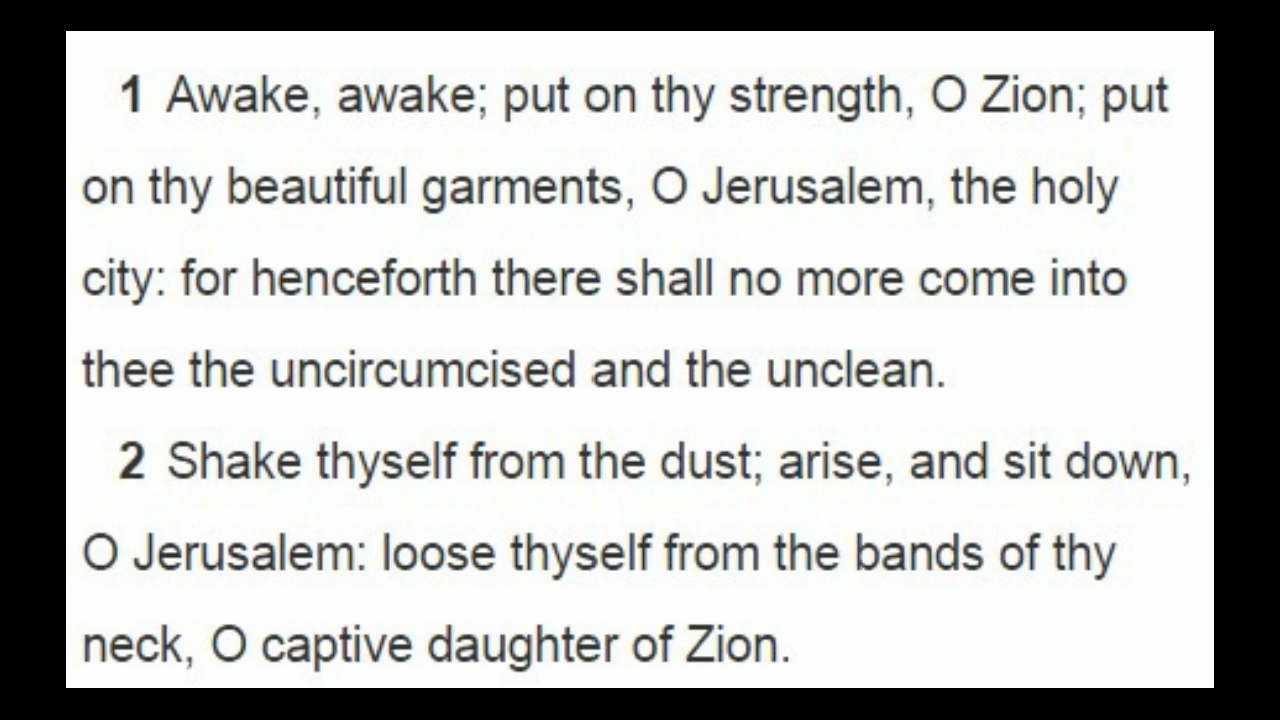 1 Awake, awake; put on thy strength, O Zion; put
on thy beautiful garments, O Jerusalem, the holy
city: for henceforth there shall no more come into
thee the uncircumcised and the unclean.
2 Shake thyself from the dust; arise, and sit down,
O Jerusalem: loose thyself from the bands of thy
neck, O captive daughter of Zion.